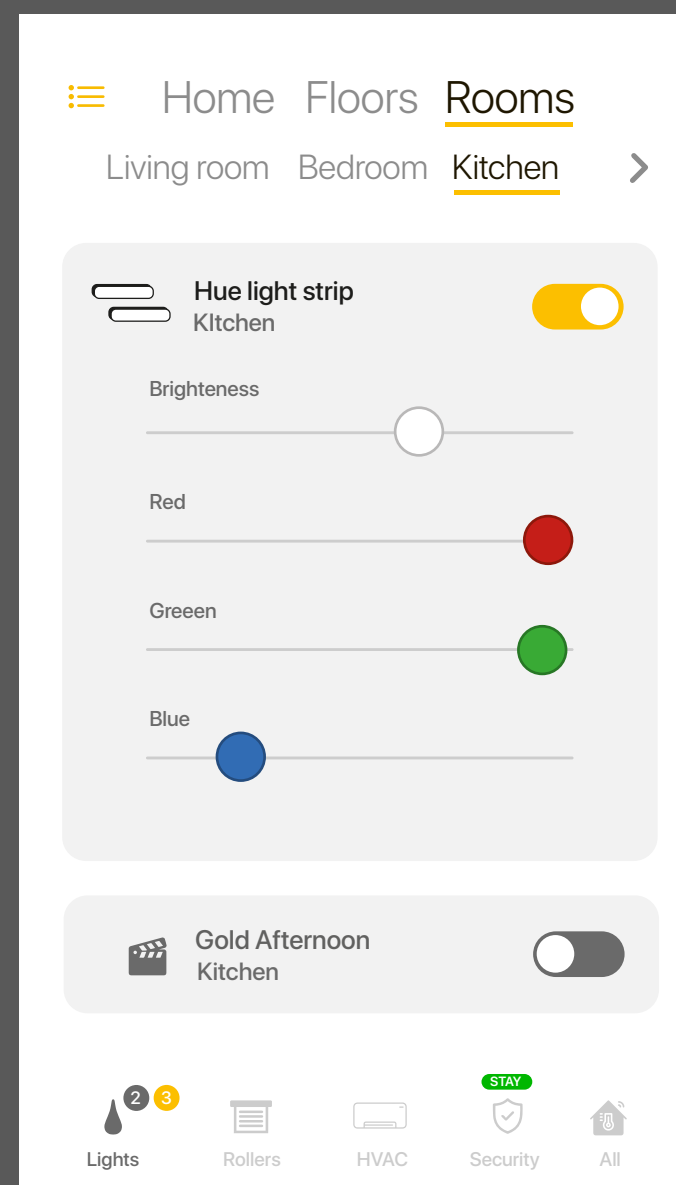 Home Floors Rooms
Living room Bedroom Kitchen
Hue light strip
KItchen
Brighteness
Red
Greeen
Blue
Gold Afternoon
Kitchen
2 3 STAY
Lights Rollers HVAC Security All